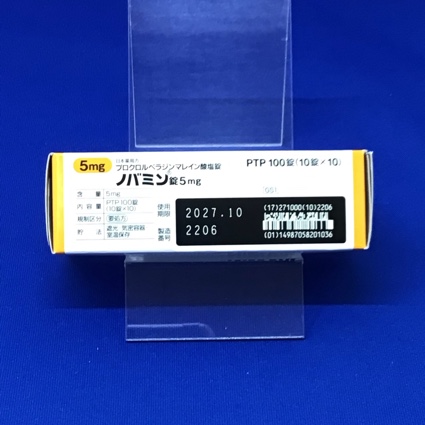 5mg
日本薬局方
プロクロルペラジンマレイン酸塩錠
ノバミン錠5mg
PTP 100錠(10錠×10)
含 量 5mg
内 容 量 PTP 100錠
(10錠×10)
規制区分 要処方
貯 法 遮光 気密容器
室温保存
使用
期限 2027.10
製造
番号 2206
(17)271000(10)2206
(01)14987058201036